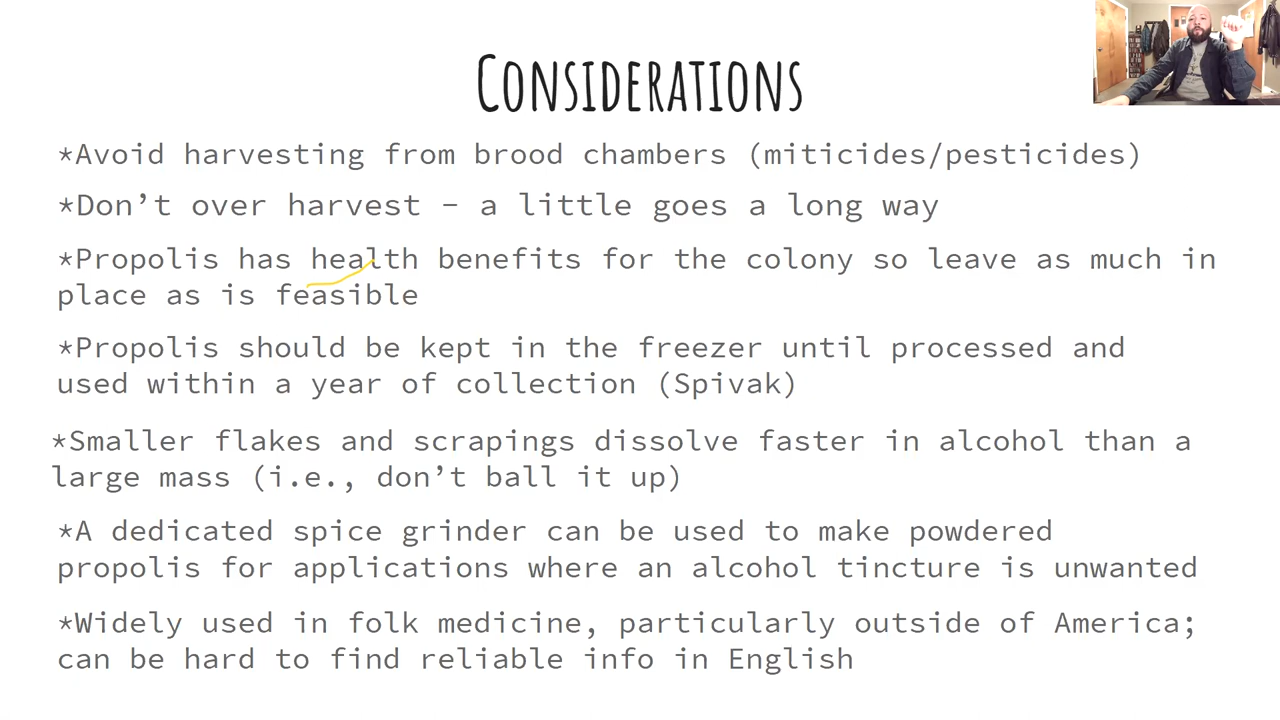 Considerations
*Avoid harvesting from brood chambers (miticides/pesticides)
*Don’t over harvest – a little goes a long way
*Propolis has health benefits for the colony so leave as much in
place as is feasible
*Propolis should be kept in the freezer until processed and
used within a year of collection (Spivak)
*Smaller flakes and scrapings dissolve faster in alcohol than a
large mass (i.e., don’t ball it up)
*A dedicated spice grinder can be used to make powdered
propolis for applications where an alcohol tincture is unwanted
*Widely used in folk medicine, particularly outside of America;
can be hard to find reliable info in English